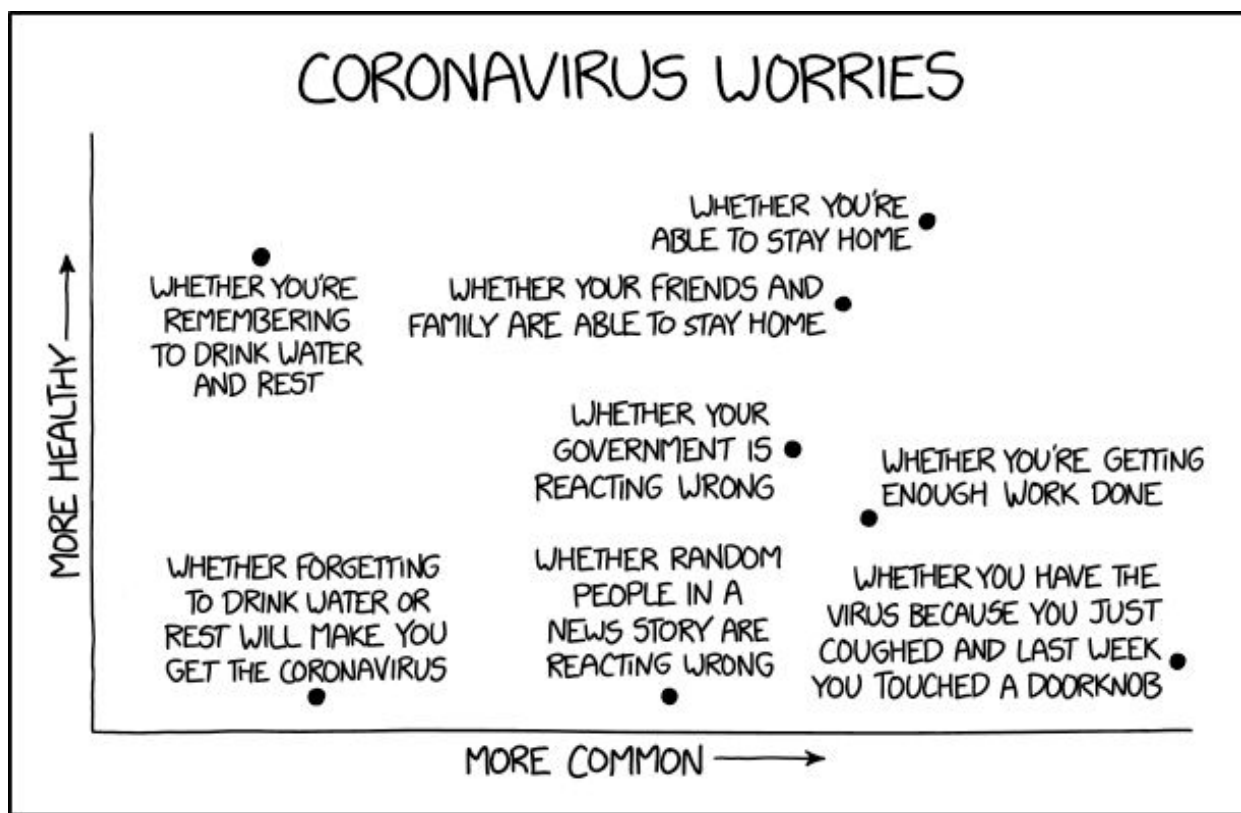 CORONAVIRUS WORRIES
MORE HEALTHY
WHETHER YOU'RE
ABLE TO STAY HOME
WHETHER YOU'RE
REMEMBERING
TO DRINK WATER
AND REST
WHETHER YOUR FRIENDS AND
FAMILY ARE ABLE TO STAY HOME
WHETHER YOUR
GOVERNMENT IS
REACTING WRONG
WHETHER YOU'RE GETTING
ENOUGH WORK DONE
WHETHER FORGETTING
TO DRINK WATER OR
REST WILL MAKE YOU
GET THE CORONAVIRUS
WHETHER RANDOM
PEOPLE IN A
NEWS STORY ARE
REACTING WRONG
WHETHER YOU HAVE THE
VIRUS BECAUSE YOU JUST
COUGHED AND LAST WEEK
YOU TOUCHED A DOORKNOB
MORE COMMON